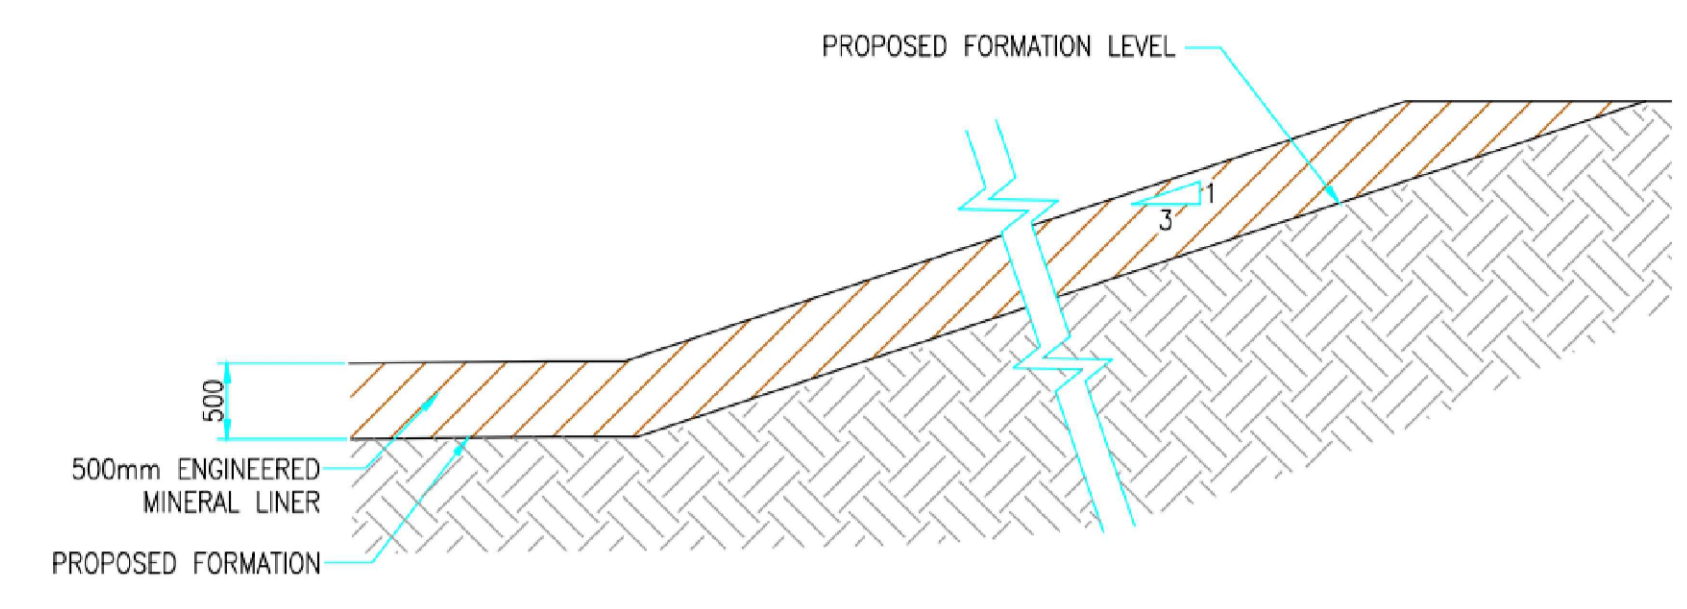 PROPOSED FORMATION LEVEL
1
3
500
500mm ENGINEERED
MINERAL LINER
PROPOSED FORMATION